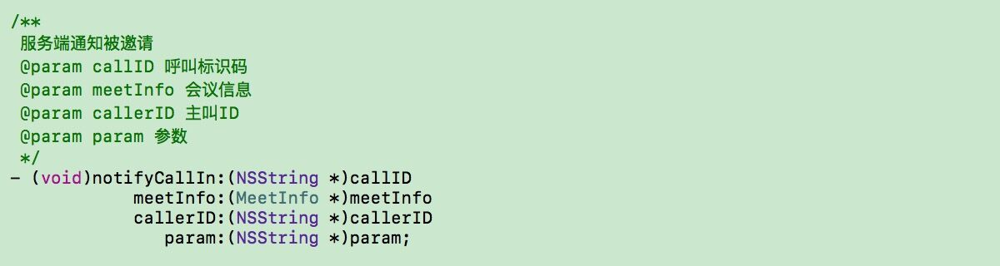 /**
 服务端通知被邀请
 @param callID 呼叫标识码
 @param meetInfo 会议信息
 @param callerID 主叫ID
 @param param 参数
 */
- (void)notifyCallIn:(NSString *)callID
            meetInfo:(MeetInfo *)meetInfo
            callerID:(NSString *)callerID
               param:(NSString *)param;